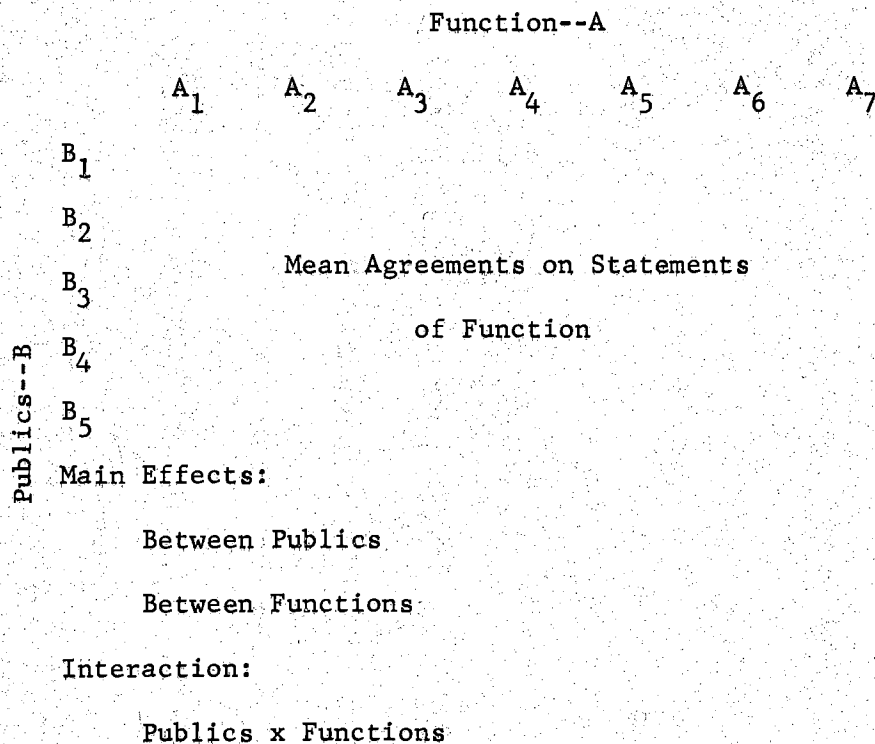 Function--A
A1 A2 A3 A4 A5 A6 A7
Publics--B
B1
B2
Mean Agreements on Statements
B3
of Function
B4
B5
Main Effects:
Between Publics
Between Functions
Interaction:
Publics x Functions